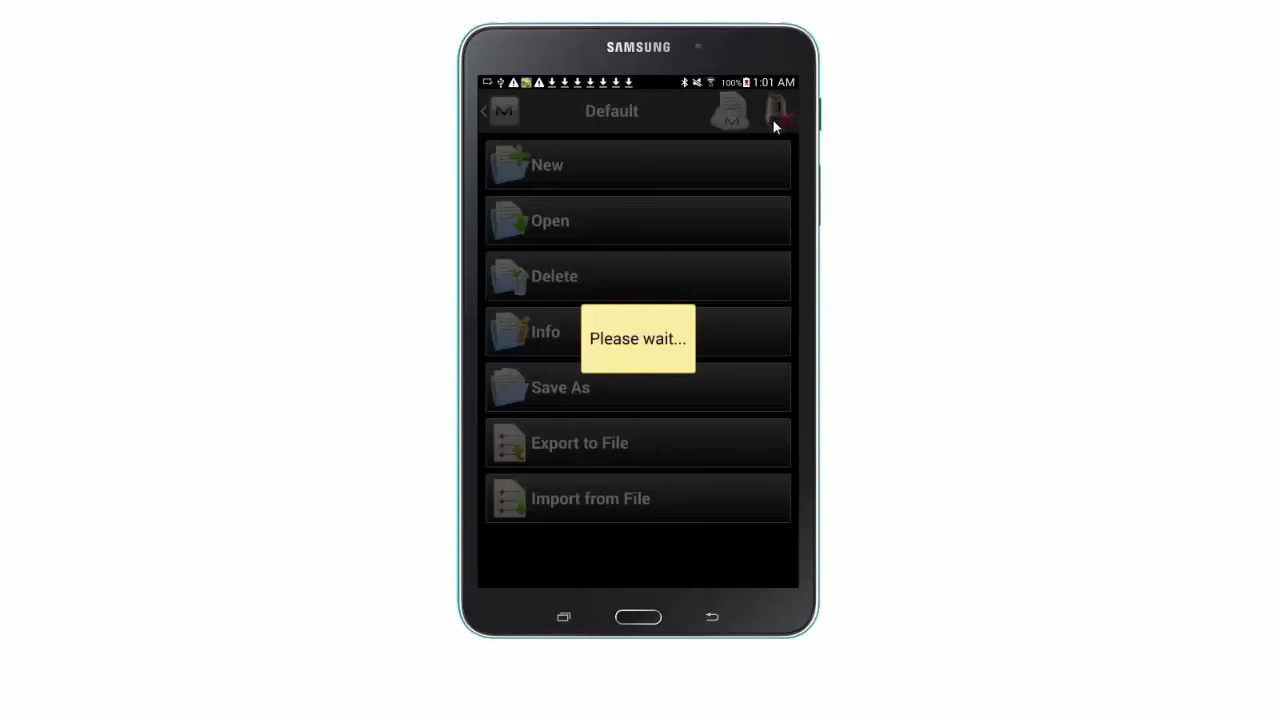 SAMSUNG
100% 1:01 AM
M Default M
New
Open
Delete
Info
Please wait...
Save As
Export to File
Import from File